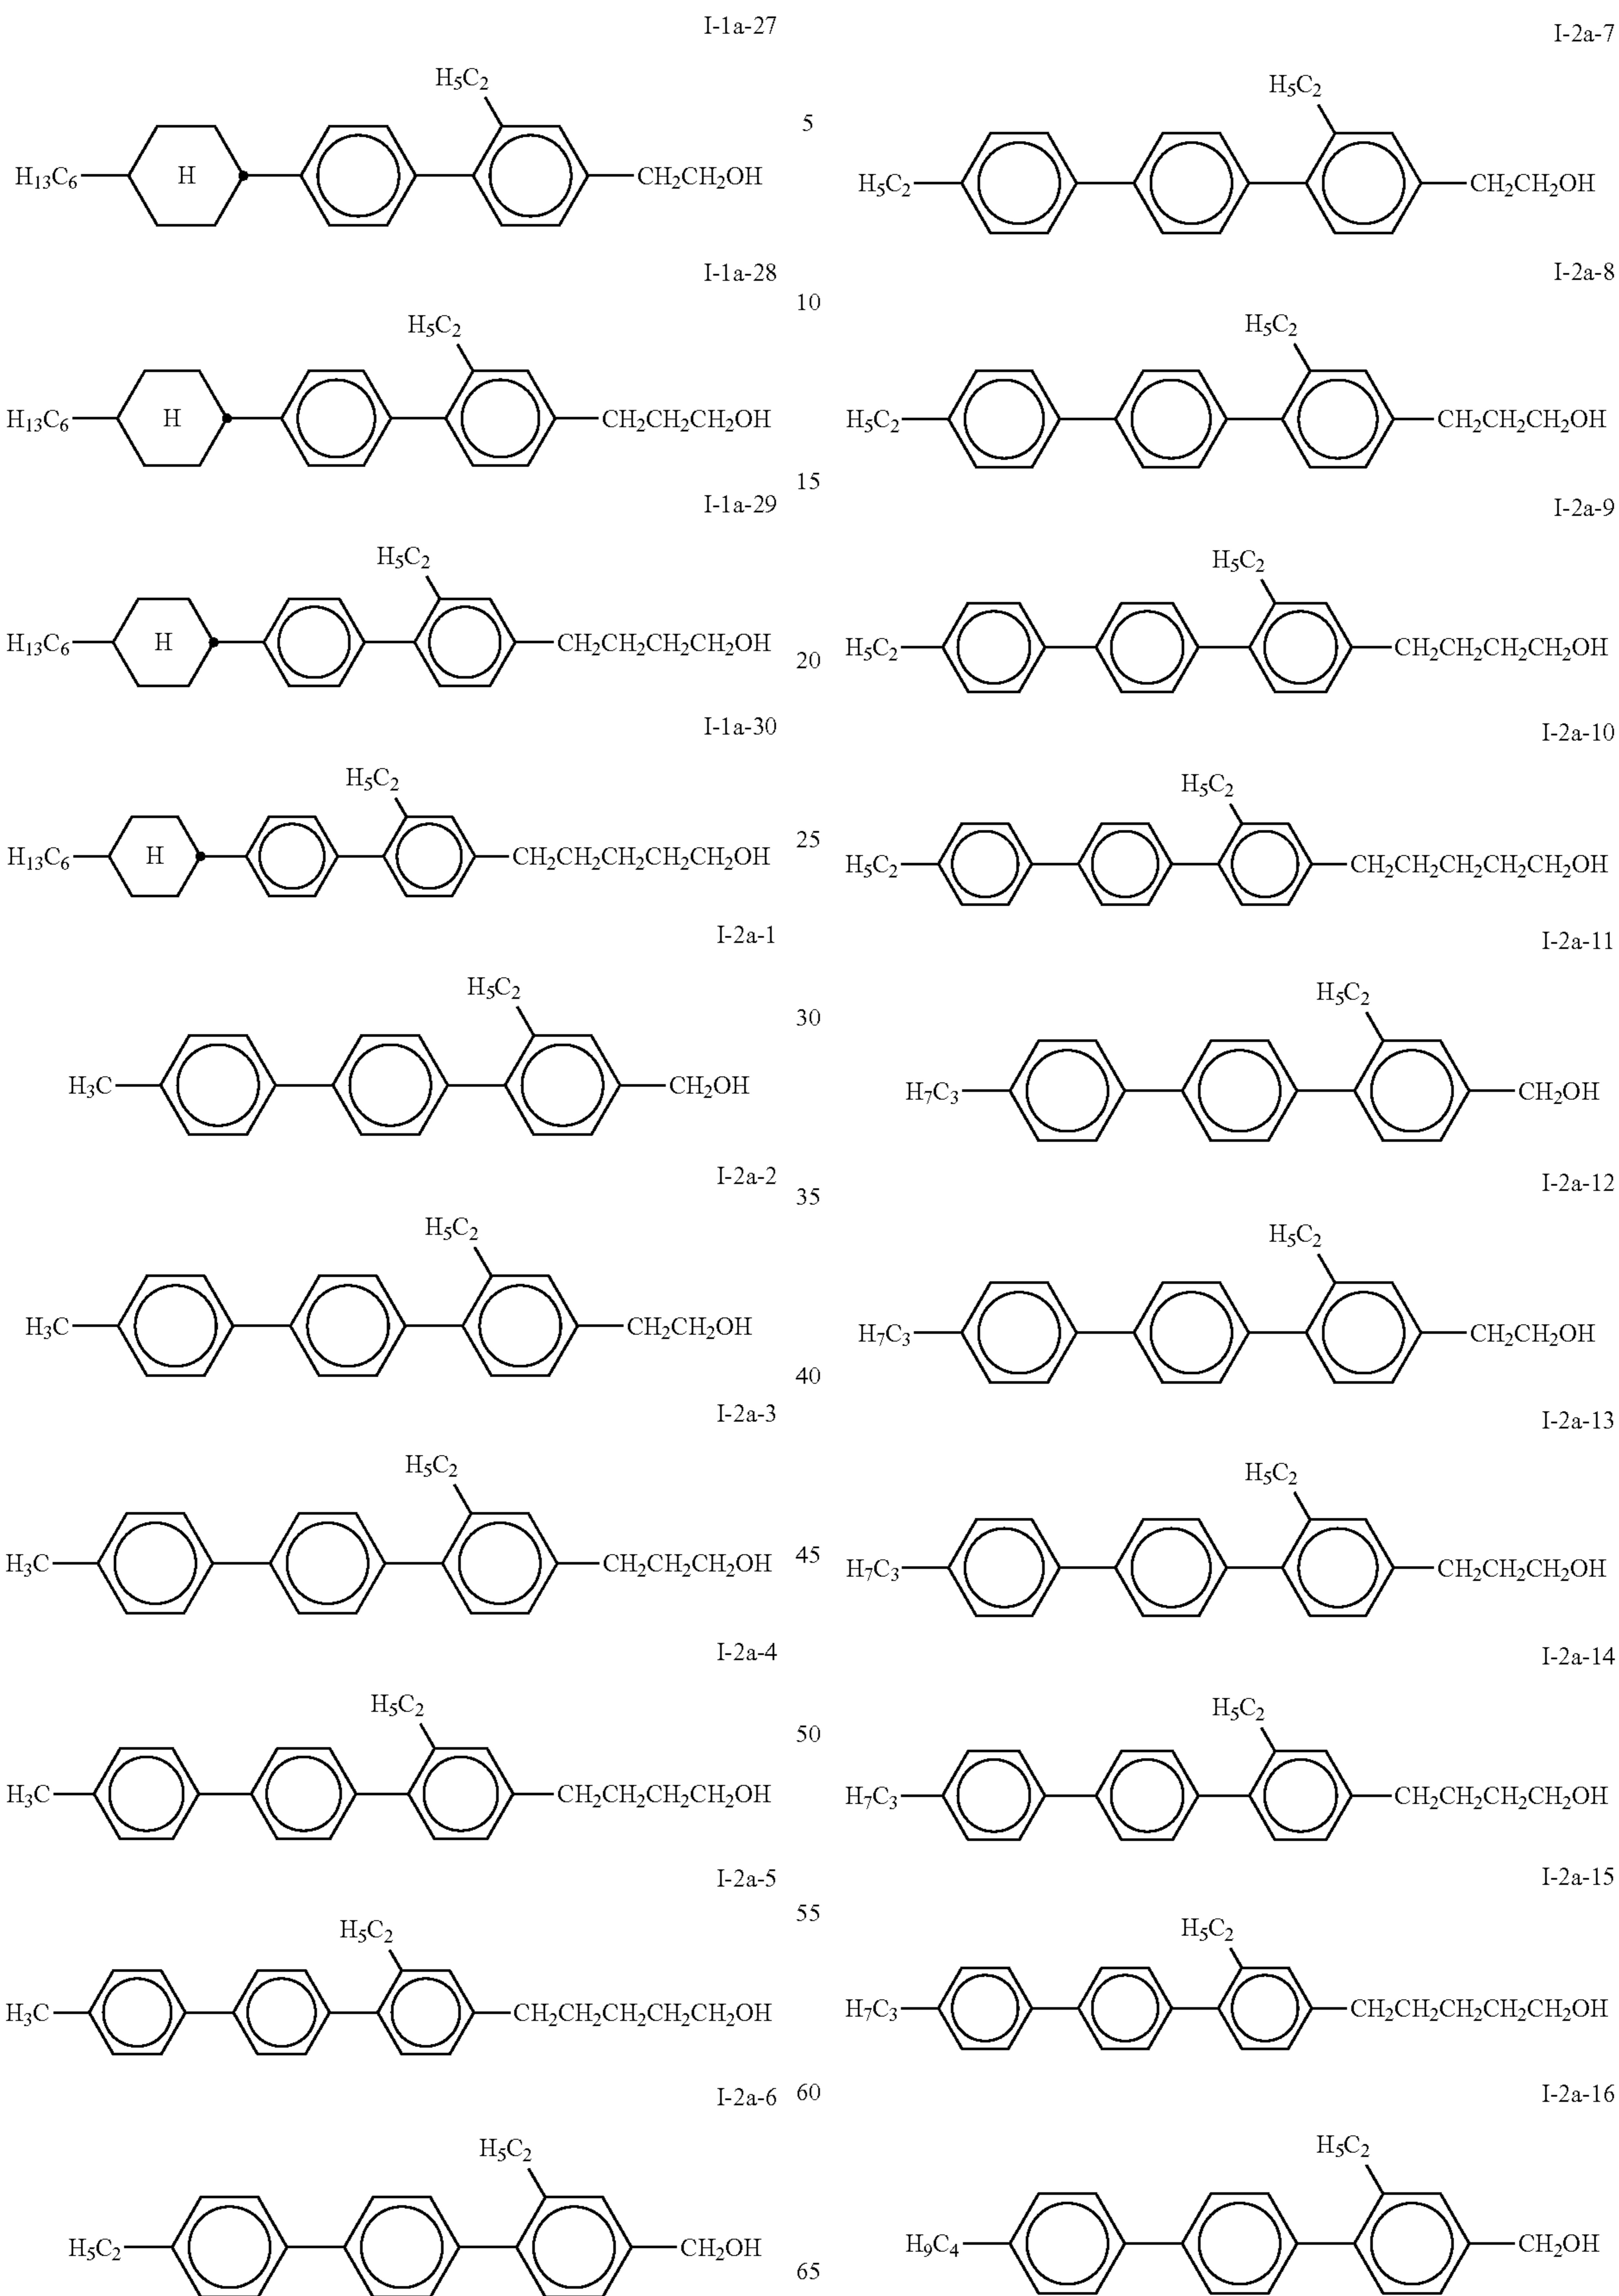 I-1a-27
H5C2
H13C6 H CH2CH2OH
I-1a-28
H5C2
H13C6 H CH2CH2CH2OH
I-1a-29
H5C2
H13C6 H CH2CH2CH2CH2OH
I-1a-30
H5C2
H13C6 H CH2CH2CH2CH2CH2OH
I-2a-1
H5C2
H3C CH2OH
I-2a-2
H5C2
H3C CH2CH2OH
I-2a-3
H5C2
H3C CH2CH2CH2OH
I-2a-4
H5C2
H3C CH2CH2CH2CH2OH
I-2a-5
H5C2
H3C CH2CH2CH2CH2CH2OH
I-2a-6
H5C2
H5C2 CH2OH
5
10
15
20
25
30
35
40
45
50
55
60
65
I-2a-7
H5C2
H5C2 CH2CH2OH
I-2a-8
H5C2
H5C2 CH2CH2CH2OH
I-2a-9
H5C2
H5C2 CH2CH2CH2CH2OH
I-2a-10
H5C2
H5C2 CH2CH2CH2CH2CH2OH
I-2a-11
H5C2
H7C3 CH2OH
I-2a-12
H5C2
H7C3 CH2CH2OH
I-2a-13
H5C2
H7C3 CH2CH2CH2OH
I-2a-14
H5C2
H7C3 CH2CH2CH2CH2OH
I-2a-15
H5C2
H7C3 CH2CH2CH2CH2CH2OH
I-2a-16
H5C2
H9C4 CH2OH